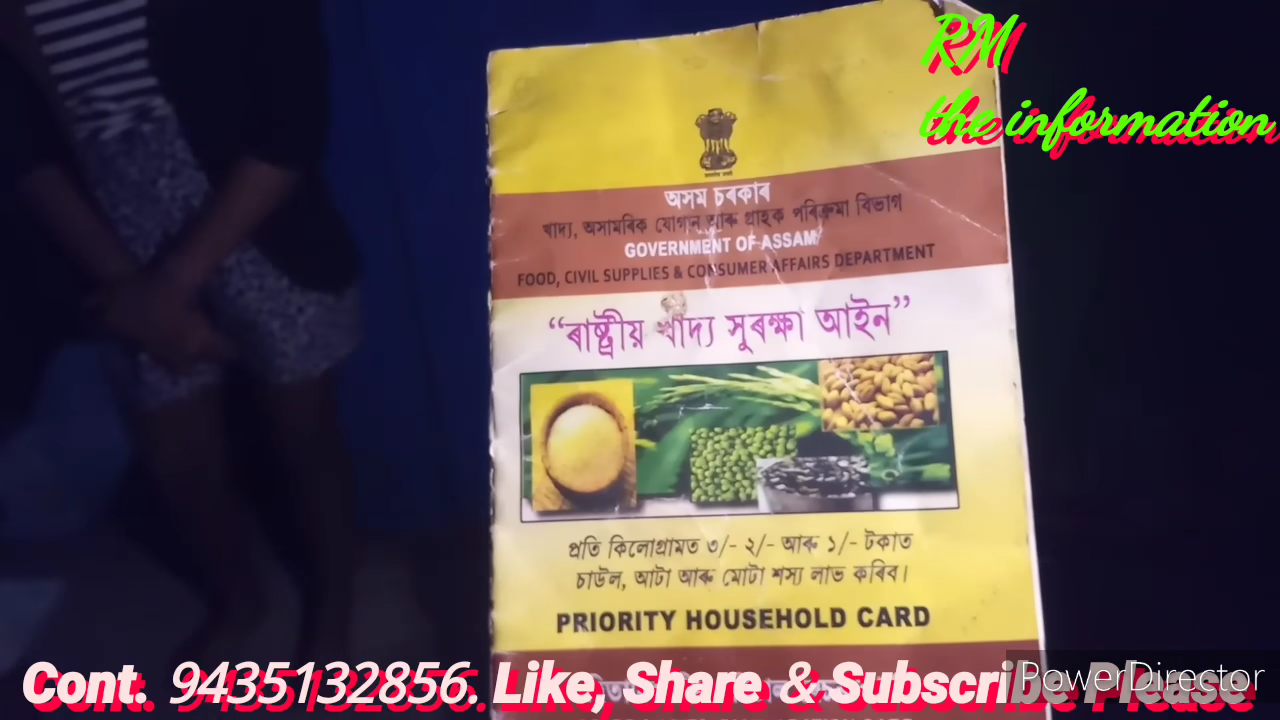 RM
the information
অসম চৰকাৰ
খাদ্য, অসামৰিক যোগান আৰু গ্ৰাহক পৰিক্ৰমা বিভাগ
GOVERNMENT OF ASSAM
FOOD, CIVIL SUPPLIES & CONSUMER AFFAIRS DEPARTMENT
“ৰাষ্ট্ৰীয় খাদ্য সুৰক্ষা আইন”
প্ৰতি কিলোগ্ৰামত ৩/- ২/- আৰু ১/- টকাত
চাউল, আটা আৰু মোটা শস্য লাভ কৰিব।
PRIORITY HOUSEHOLD CARD
Cont. 9435132856. Like, Share & Subscribe Please
PowerDirector